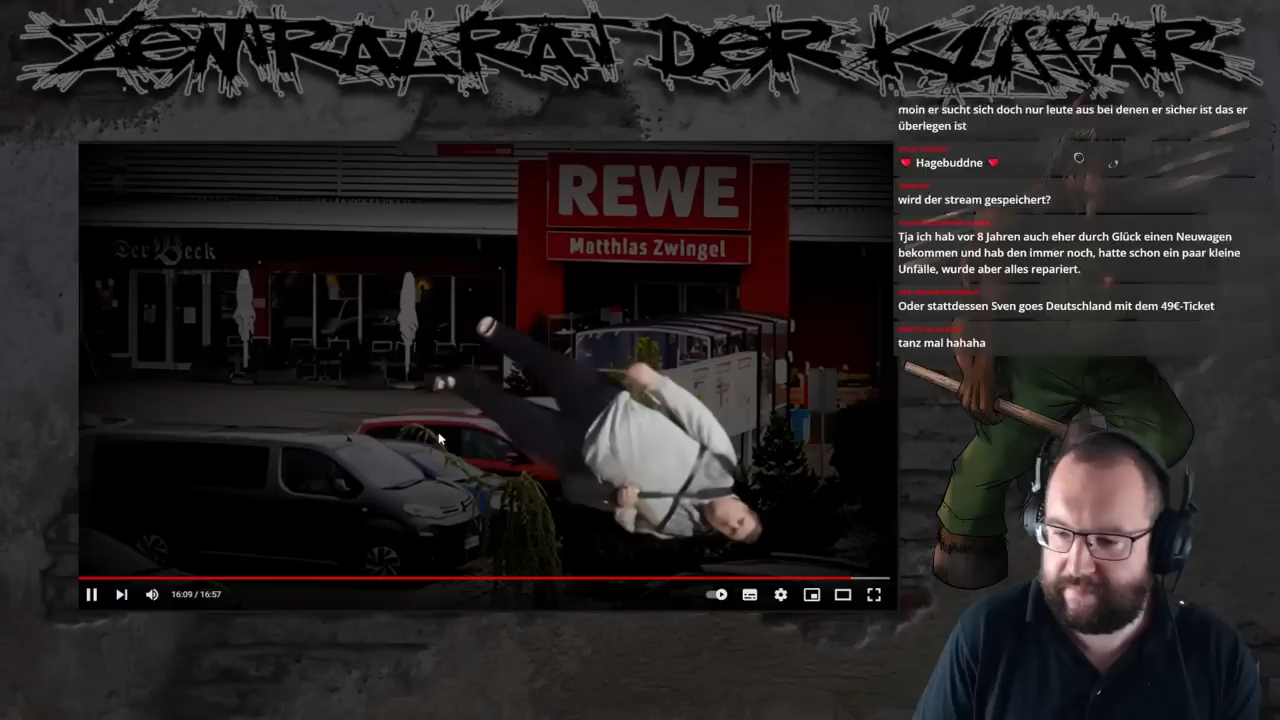 ZENTRALRAT DER KUFFAR
moin er sucht sich doch nur leute aus bei denen er sicher ist das er
überlegen ist
Hagebuddne
wird der stream gespeichert?
Tja ich hab vor 8 Jahren auch eher durch Glück einen Neuwagen
bekommen und hab den immer noch, hatte schon ein paar kleine
Unfälle, wurde aber alles repariert.
Oder stattdessen Sven goes Deutschland mit dem 49€-Ticket
tanz mal hahaha
REWE
Matthias Zwingel
Der Beck
16:09 / 16:57